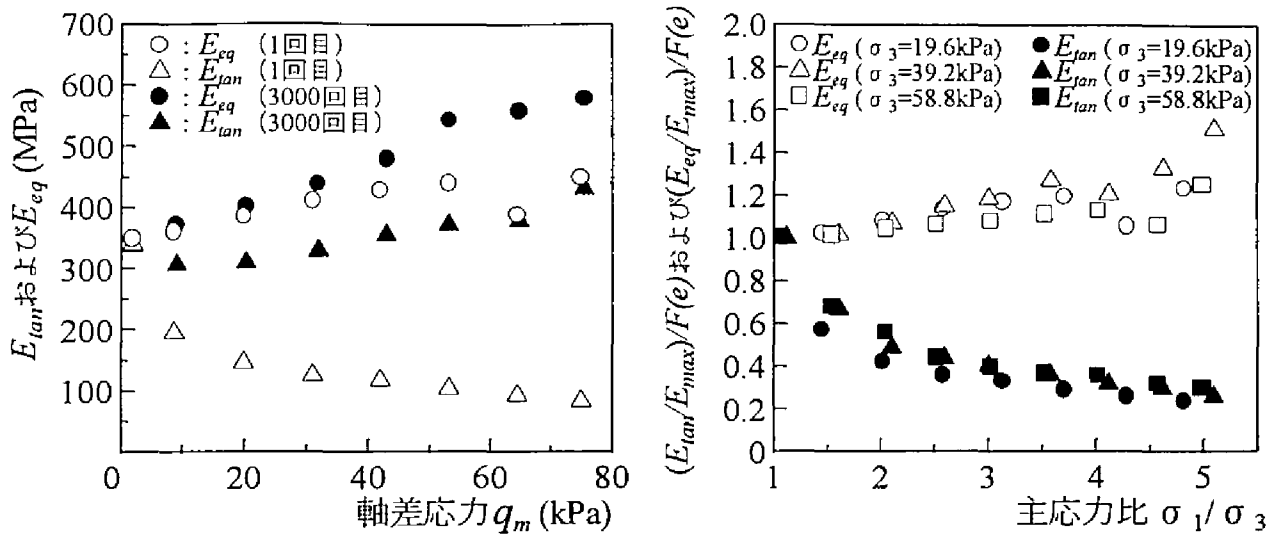 700
600
500
400
300
200
100
0
20
40
60
80
E_tanおよびE_eq (MPa)
軸差応力 q_m (kPa)
○ : E_eq (1回目)
△ : E_tan (1回目)
● : E_eq (3000回目)
▲ : E_tan (3000回目)
2.0
1.8
1.6
1.4
1.2
1.0
0.8
0.6
0.4
0.2
0
1
2
3
4
5
(E_tan/E_max)/F(e)および(E_eq/E_max)/F(e)
主応力比 σ_1/σ_3
○ E_eq (σ_3=19.6kPa) ● E_tan (σ_3=19.6kPa)
△ E_eq (σ_3=39.2kPa) ▲ E_tan (σ_3=39.2kPa)
□ E_eq (σ_3=58.8kPa) ■ E_tan (σ_3=58.8kPa)